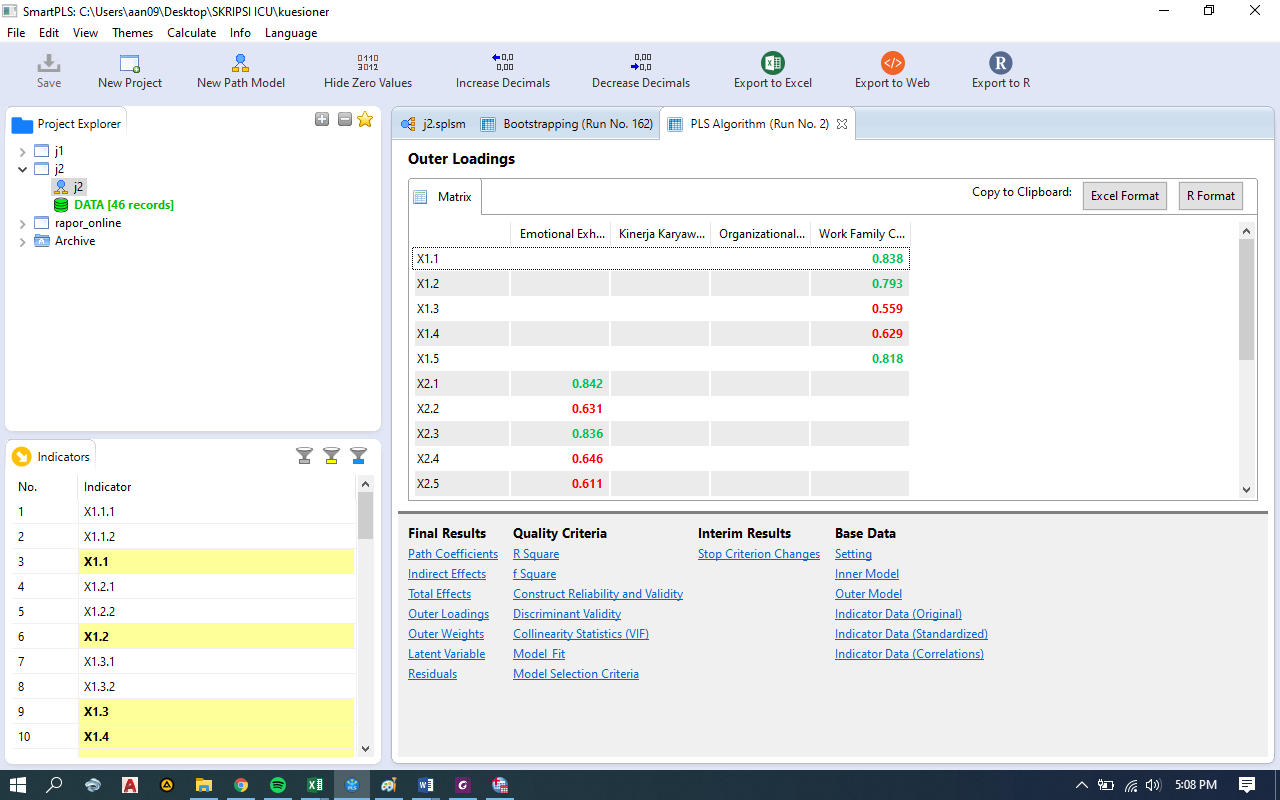 SmartPLS: C:\Users\aan09\Desktop\SKRIPSI ICU\kuesioner
File Edit View Themes Calculate Info Language
0110
3012
0,0
0,00
0,00
0,0
Save New Project New Path Model Hide Zero Values Increase Decimals Decrease Decimals Export to Excel Export to Web R Export to R
Project Explorer
j1
j2
j2
DATA [46 records]
rapor_online
Archive
Indicators
No. Indicator
1 X1.1.1
2 X1.1.2
3 X1.1
4 X1.2.1
5 X1.2.2
6 X1.2
7 X1.3.1
8 X1.3.2
9 X1.3
10 X1.4
j2.splsm Bootstrapping (Run No. 162) PLS Algorithm (Run No. 2)
Outer Loadings
Matrix Copy to Clipboard: Excel Format R Format
Emotional Exh... Kinerja Karyaw... Organizational... Work Family C...
X1.1 0.838
X1.2 0.793
X1.3 0.559
X1.4 0.629
X1.5 0.818
X2.1 0.842
X2.2 0.631
X2.3 0.836
X2.4 0.646
X2.5 0.611
Final Results Quality Criteria Interim Results Base Data
Path Coefficients R Square Stop Criterion Changes Setting
Indirect Effects f Square Inner Model
Total Effects Construct Reliability and Validity Outer Model
Outer Loadings Discriminant Validity Indicator Data (Original)
Outer Weights Collinearity Statistics (VIF) Indicator Data (Standardized)
Latent Variable Model_Fit Indicator Data (Correlations)
Residuals Model Selection Criteria
5:08 PM